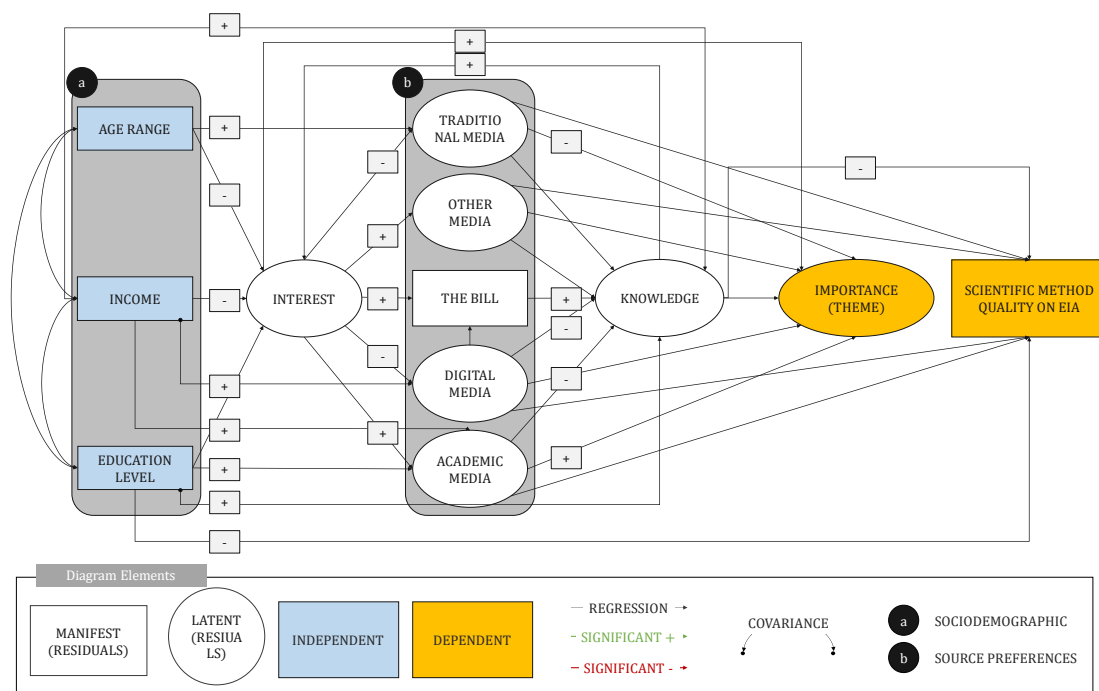 +
+
+
a
b
AGE RANGE
+
TRADITIO
NAL MEDIA
-
-
-
-
OTHER
MEDIA
+
INCOME
-
INTEREST
+
THE BILL
+
KNOWLEDGE
IMPORTANCE
(THEME)
SCIENTIFIC METHOD
QUALITY ON EIA
-
-
+
DIGITAL
MEDIA
-
+
+
EDUCATION
LEVEL
+
ACADEMIC
MEDIA
+
+
-
Diagram Elements
MANIFEST
(RESIDUALS)
LATENT
(RESIUA
LS)
INDEPENDENT
DEPENDENT
REGRESSION
SIGNIFICANT +
SIGNIFICANT -
COVARIANCE
a
SOCIODEMOGRAPHIC
b
SOURCE PREFERENCES